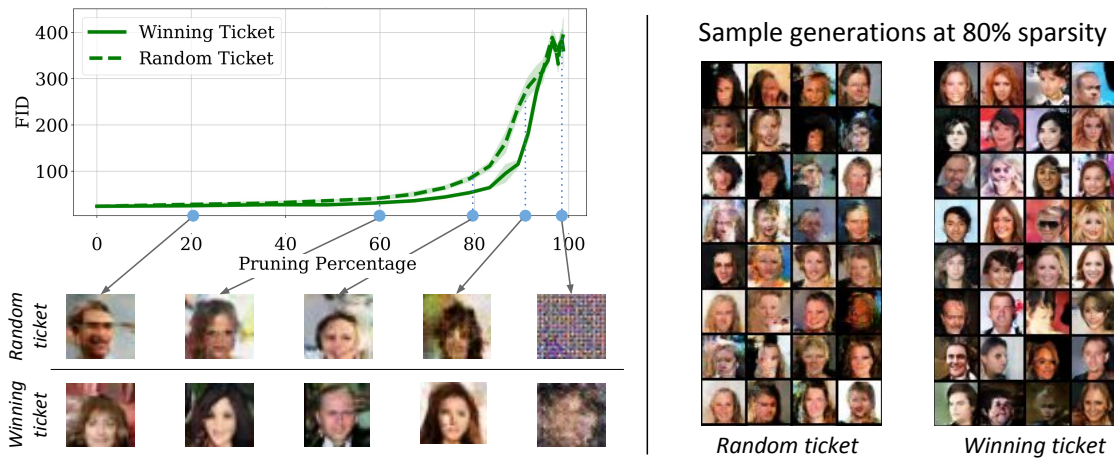 400
300
200
100
FID
Winning Ticket
Random Ticket
0
20
40
60
80
100
Pruning Percentage
Random
ticket
Winning
ticket
Sample generations at 80% sparsity
Random ticket
Winning ticket